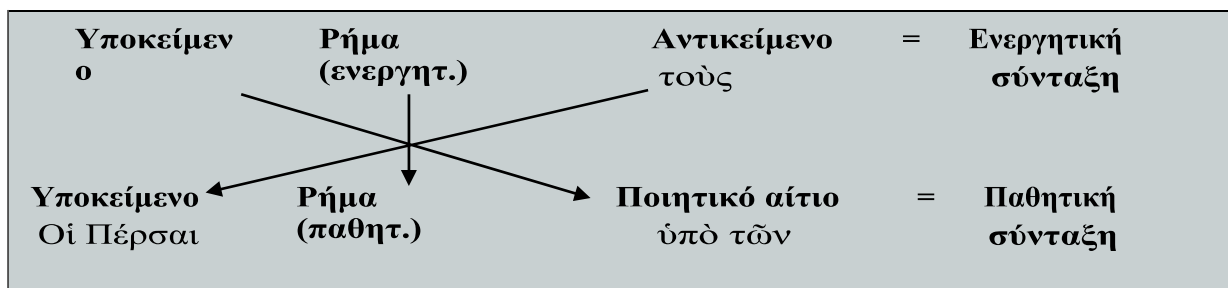 Υποκείμεν Ρήμα Αντικείμενο = Ενεργητική
ο (ενεργητ.) τοὺς σύνταξη
Υποκείμενο Ρήμα Ποιητικό αίτιο = Παθητική
Οἱ Πέρσαι (παθητ.) ὑπὸ τῶν σύνταξη